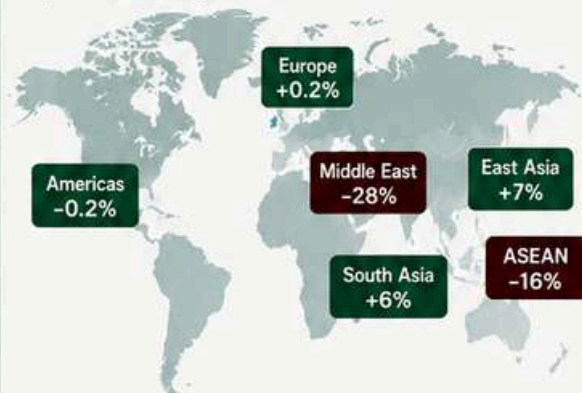 Europe
+0.2%
Americas
-0.2%
Middle East
-28%
East Asia
+7%
South Asia
+6%
ASEAN
-16%